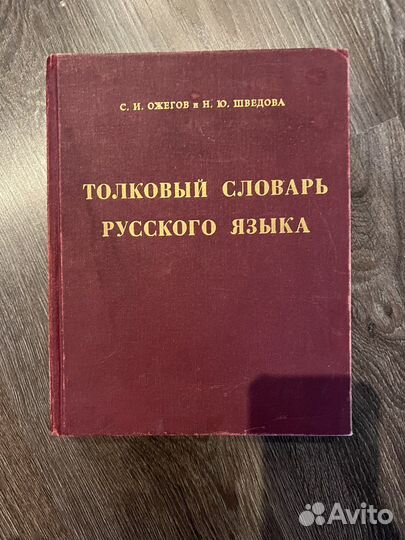 С. И. ОЖЕГОВ и Н. Ю. ШВЕДОВА
ТОЛКОВЫЙ СЛОВАРЬ
РУССКОГО ЯЗЫКА
Avito